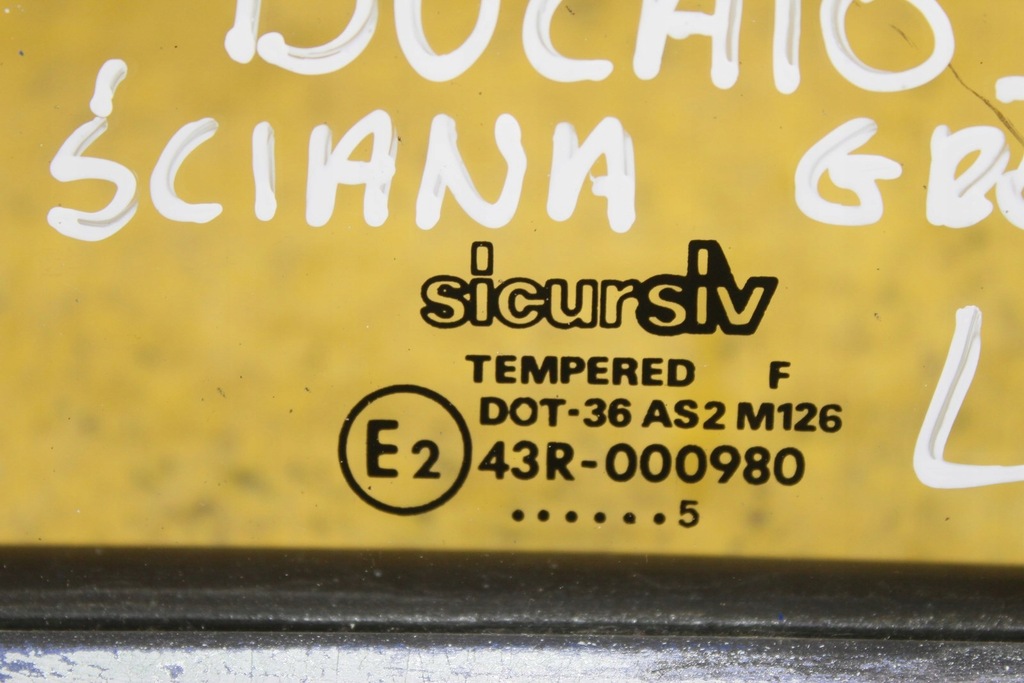 DUCATO
ŚCIANA
L
sicursiv
TEMPERED F
DOT-36 AS2 M126
E2 43R-000980
......5